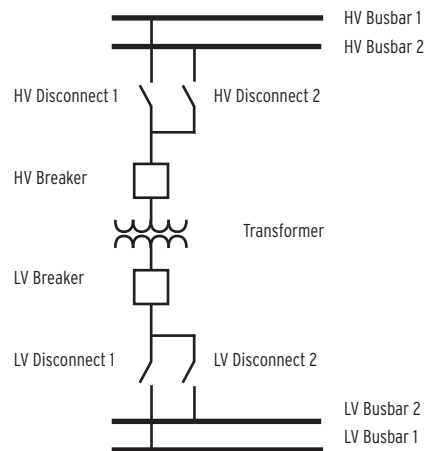 HV Busbar 1
HV Busbar 2
HV Disconnect 1
HV Disconnect 2
HV Breaker
Transformer
LV Breaker
LV Disconnect 1
LV Disconnect 2
LV Busbar 2
LV Busbar 1